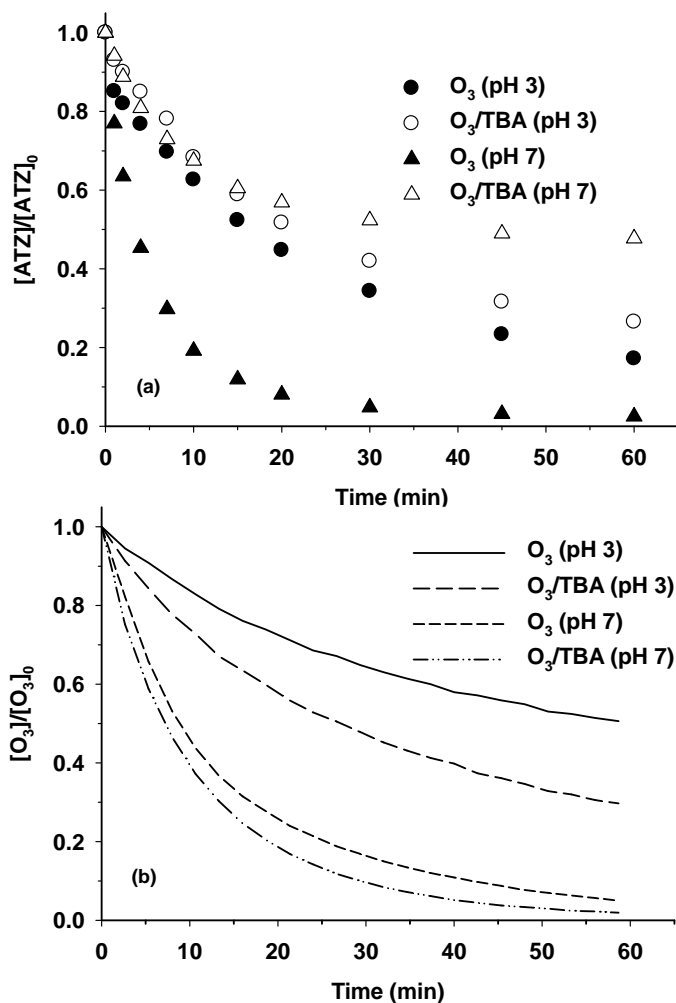 1.0
0.8
0.6
0.4
0.2
0.0
[ATZ]/[ATZ]₀
O₃ (pH 3)
O₃/TBA (pH 3)
O₃ (pH 7)
O₃/TBA (pH 7)
(a)
0 10 20 30 40 50 60
Time (min)
1.0
0.8
0.6
0.4
0.2
0.0
[O₃]/[O₃]₀
O₃ (pH 3)
O₃/TBA (pH 3)
O₃ (pH 7)
O₃/TBA (pH 7)
(b)
0 10 20 30 40 50 60
Time (min)